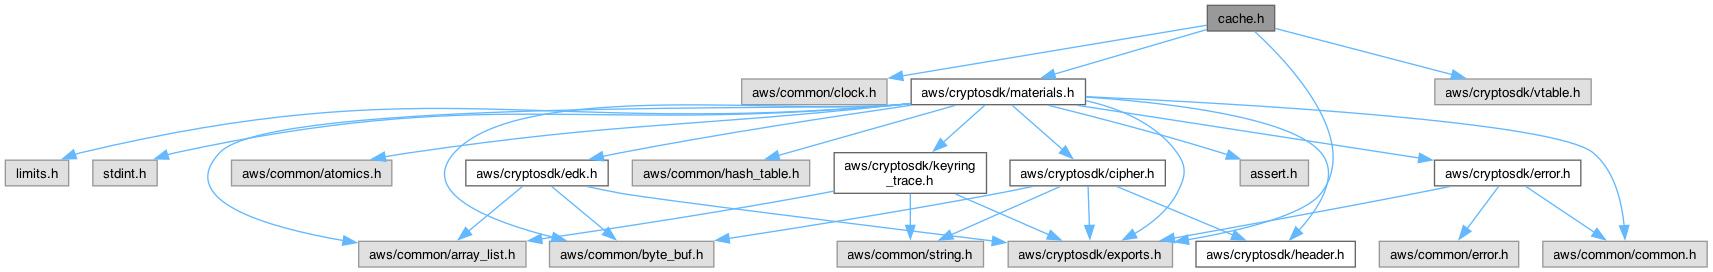 cache.h
aws/common/clock.h
aws/cryptosdk/materials.h
aws/cryptosdk/vtable.h
limits.h
stdint.h
aws/common/atomics.h
aws/cryptosdk/edk.h
aws/common/hash_table.h
aws/cryptosdk/keyring
_trace.h
aws/cryptosdk/cipher.h
assert.h
aws/cryptosdk/error.h
aws/common/array_list.h
aws/common/byte_buf.h
aws/common/string.h
aws/cryptosdk/exports.h
aws/cryptosdk/header.h
aws/common/error.h
aws/common/common.h